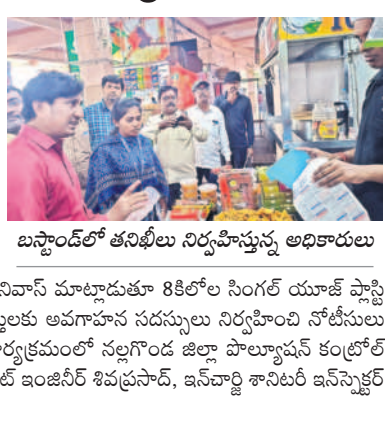 బస్టాండ్‌లో తనిఖీలు నిర్వహిస్తున్న అధికారులు
నివాస్ మాట్లాడుతూ 8కిలోల సింగల్ యూజ్ ప్లాస్టి
్తులకు అవగాహన సదస్సులు నిర్వహించి నోటీసులు
ార్యక్రమంలో నల్లగొండ జిల్లా పొల్యూషన్ కంట్రోల్
ంట్ ఇంజినీర్ శివప్రసాద్, ఇన్‌చార్జి శానిటరీ ఇన్‌స్పెక్టర్